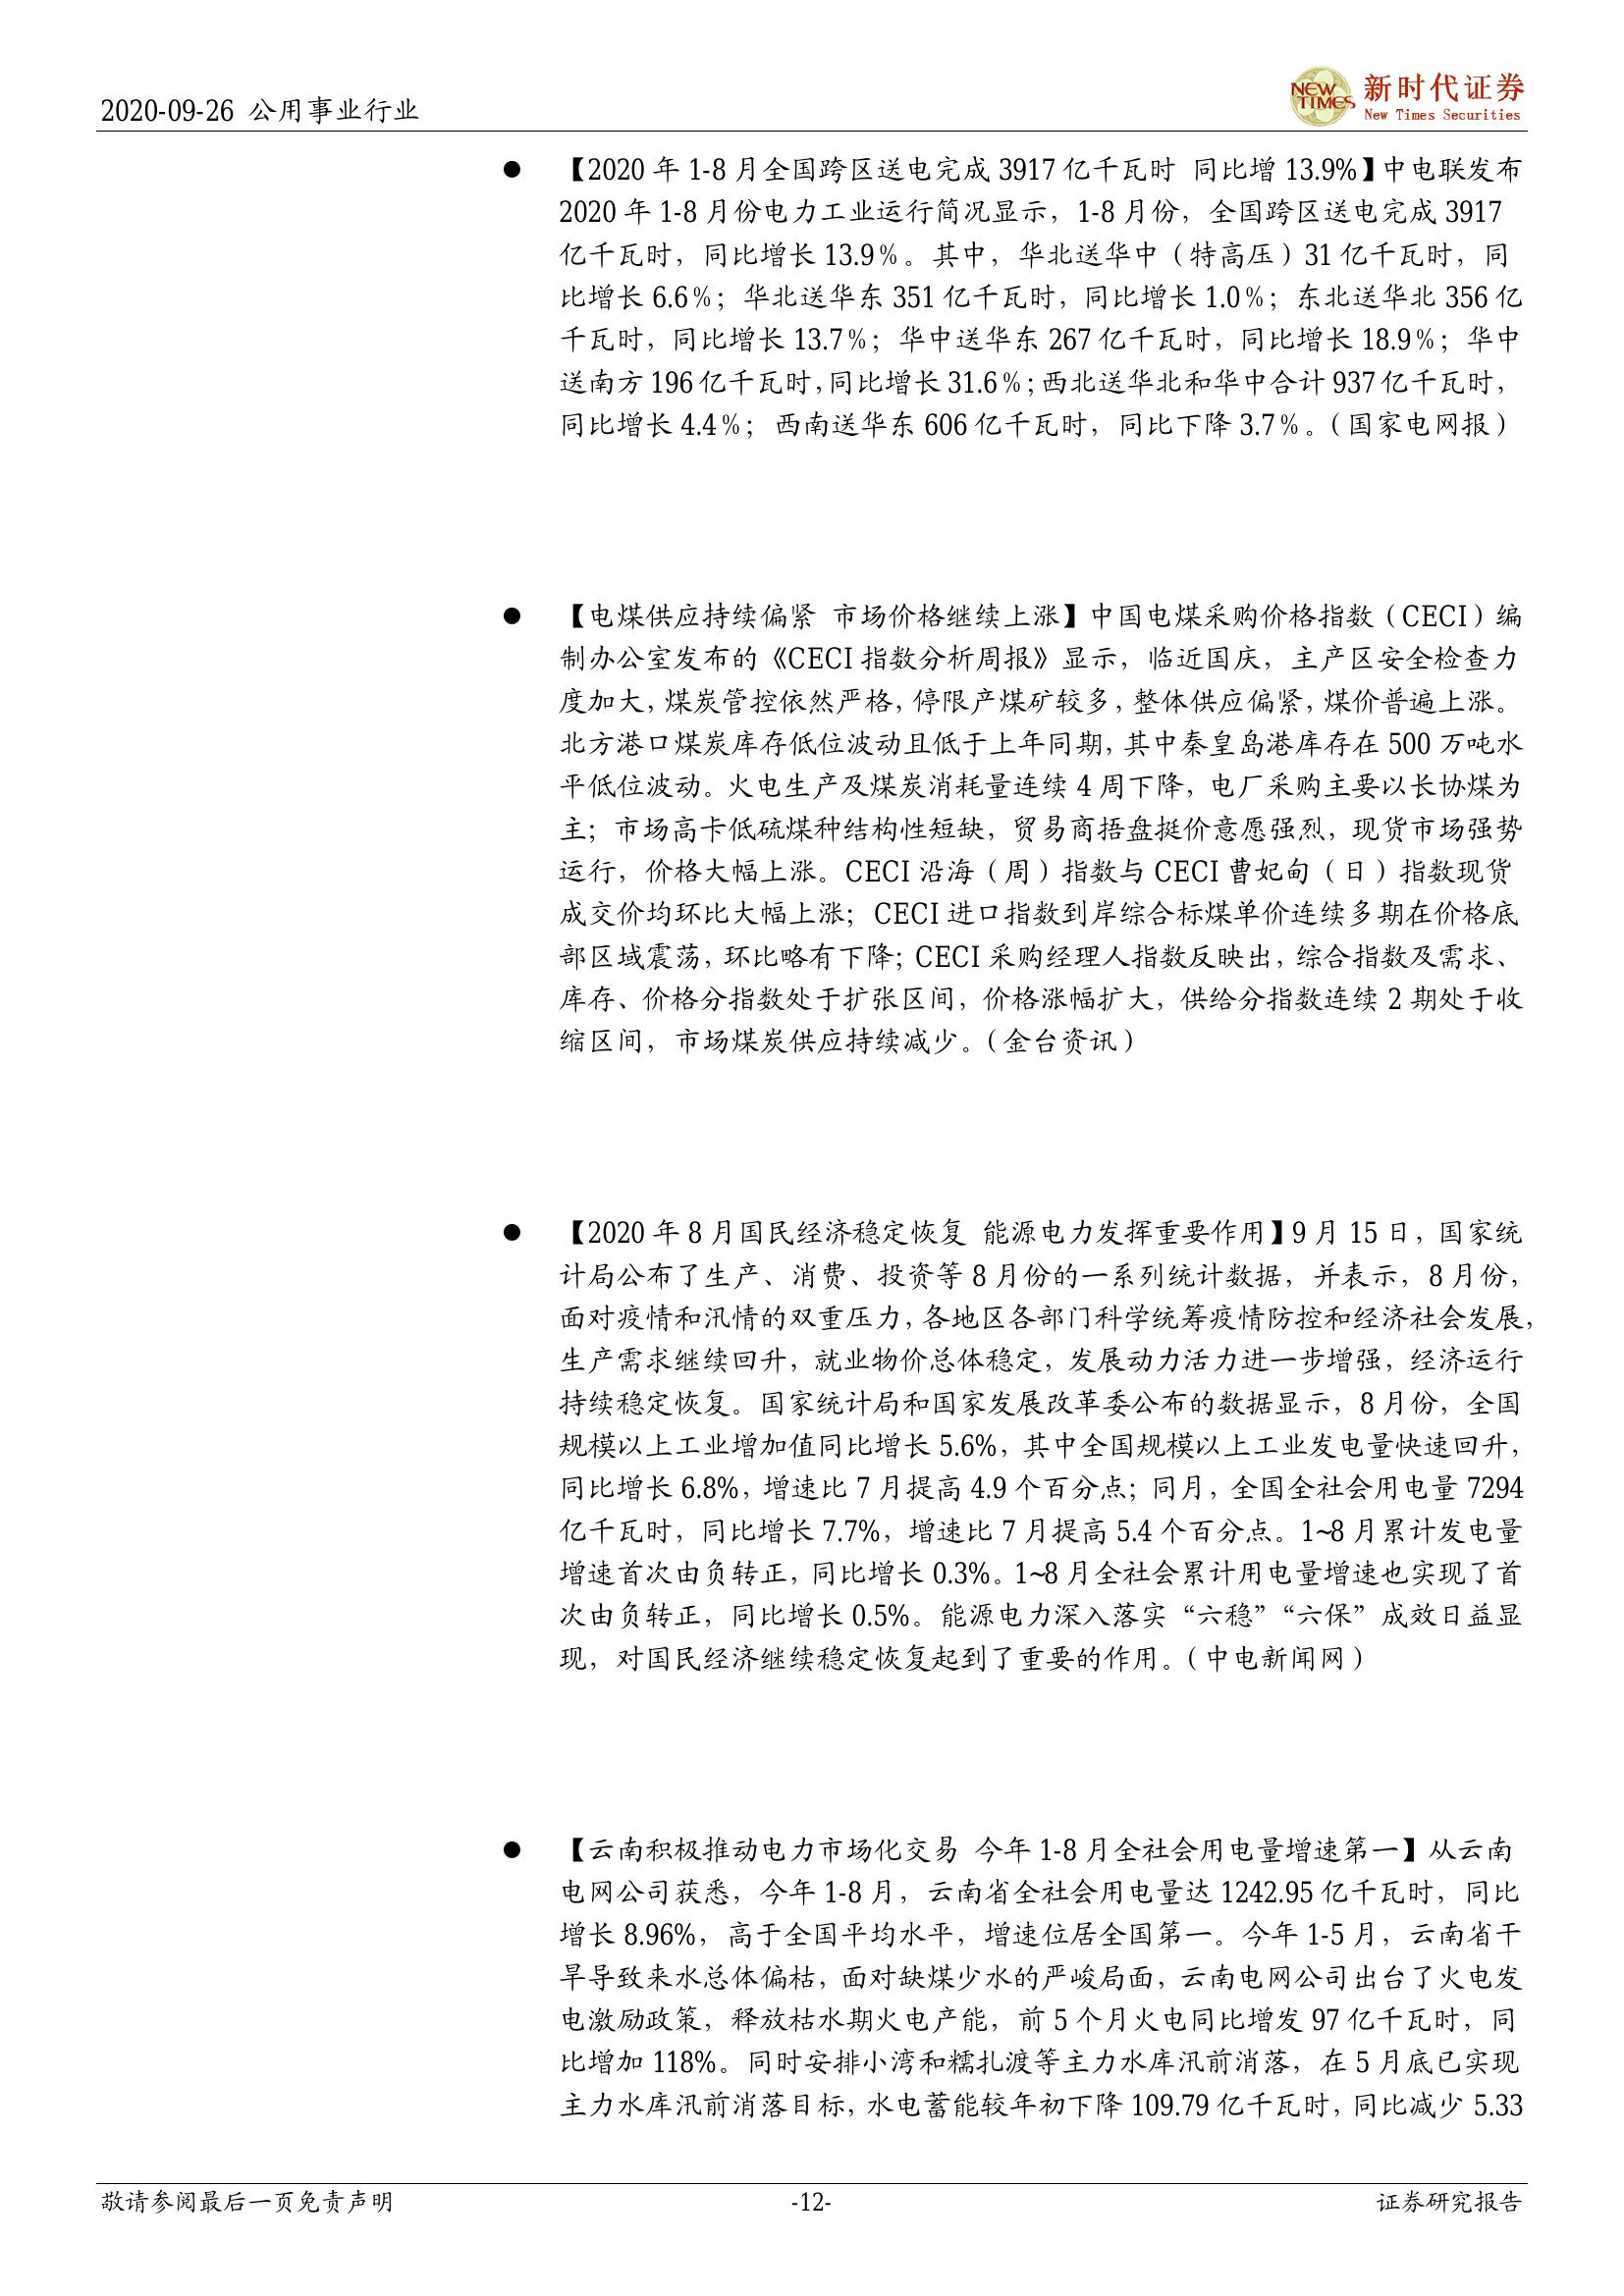 2020-09-26 公用事业行业
NEW TIMES
新时代证券
New Times Securities
● 【2020 年 1-8 月全国跨区送电完成 3917 亿千瓦时 同比增 13.9%】中电联发布
2020 年 1-8 月份电力工业运行简况显示，1-8 月份，全国跨区送电完成 3917
亿千瓦时，同比增长 13.9％。其中，华北送华中（特高压）31 亿千瓦时，同
比增长 6.6％；华北送华东 351 亿千瓦时，同比增长 1.0％；东北送华北 356 亿
千瓦时，同比增长 13.7％；华中送华东 267 亿千瓦时，同比增长 18.9％；华中
送南方 196 亿千瓦时，同比增长 31.6％；西北送华北和华中合计 937 亿千瓦时，
同比增长 4.4％；西南送华东 606 亿千瓦时，同比下降 3.7％。（国家电网报）
● 【电煤供应持续偏紧 市场价格继续上涨】中国电煤采购价格指数（CECI）编
制办公室发布的《CECI 指数分析周报》显示，临近国庆，主产区安全检查力
度加大，煤炭管控依然严格，停限产煤矿较多，整体供应偏紧，煤价普遍上涨。
北方港口煤炭库存低位波动且低于上年同期，其中秦皇岛港库存在 500 万吨水
平低位波动。火电生产及煤炭消耗量连续 4 周下降，电厂采购主要以长协煤为
主；市场高卡低硫煤种结构性短缺，贸易商捂盘挺价意愿强烈，现货市场强势
运行，价格大幅上涨。CECI 沿海（周）指数与 CECI 曹妃甸（日）指数现货
成交价均环比大幅上涨；CECI 进口指数到岸综合标煤单价连续多期在价格底
部区域震荡，环比略有下降；CECI 采购经理人指数反映出，综合指数及需求、
库存、价格分指数处于扩张区间，价格涨幅扩大，供给分指数连续 2 期处于收
缩区间，市场煤炭供应持续减少。（金台资讯）
● 【2020 年 8 月国民经济稳定恢复 能源电力发挥重要作用】9 月 15 日，国家统
计局公布了生产、消费、投资等 8 月份的一系列统计数据，并表示，8 月份，
面对疫情和汛情的双重压力，各地区各部门科学统筹疫情防控和经济社会发展，
生产需求继续回升，就业物价总体稳定，发展动力活力进一步增强，经济运行
持续稳定恢复。国家统计局和国家发展改革委公布的数据显示，8 月份，全国
规模以上工业增加值同比增长 5.6%，其中全国规模以上工业发电量快速回升，
同比增长 6.8%，增速比 7 月提高 4.9 个百分点；同月，全国全社会用电量 7294
亿千瓦时，同比增长 7.7%，增速比 7 月提高 5.4 个百分点。1~8 月累计发电量
增速首次由负转正，同比增长 0.3%。1~8 月全社会累计用电量增速也实现了首
次由负转正，同比增长 0.5%。能源电力深入落实“六稳”“六保”成效日益显
现，对国民经济继续稳定恢复起到了重要的作用。（中电新闻网）
● 【云南积极推动电力市场化交易 今年 1-8 月全社会用电量增速第一】从云南
电网公司获悉，今年 1-8 月，云南省全社会用电量达 1242.95 亿千瓦时，同比
增长 8.96%，高于全国平均水平，增速位居全国第一。今年 1-5 月，云南省干
旱导致来水总体偏枯，面对缺煤少水的严峻局面，云南电网公司出台了火电发
电激励政策，释放枯水期火电产能，前 5 个月火电同比增发 97 亿千瓦时，同
比增加 118%。同时安排小湾和糯扎渡等主力水库汛前消落，在 5 月底已实现
主力水库汛前消落目标，水电蓄能较年初下降 109.79 亿千瓦时，同比减少 5.33
敬请参阅最后一页免责声明
-12-
证券研究报告